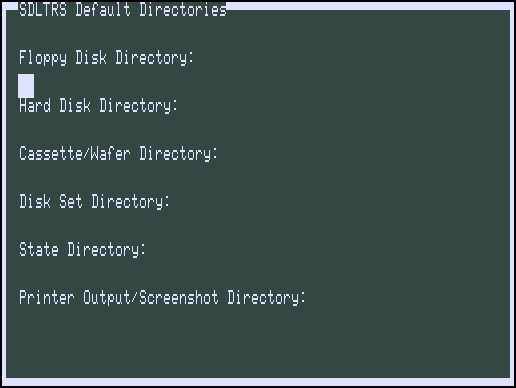 SDLTRS Default Directories
Floppy Disk Directory:
Hard Disk Directory:
Cassette/Wafer Directory:
Disk Set Directory:
State Directory:
Printer Output/Screenshot Directory: